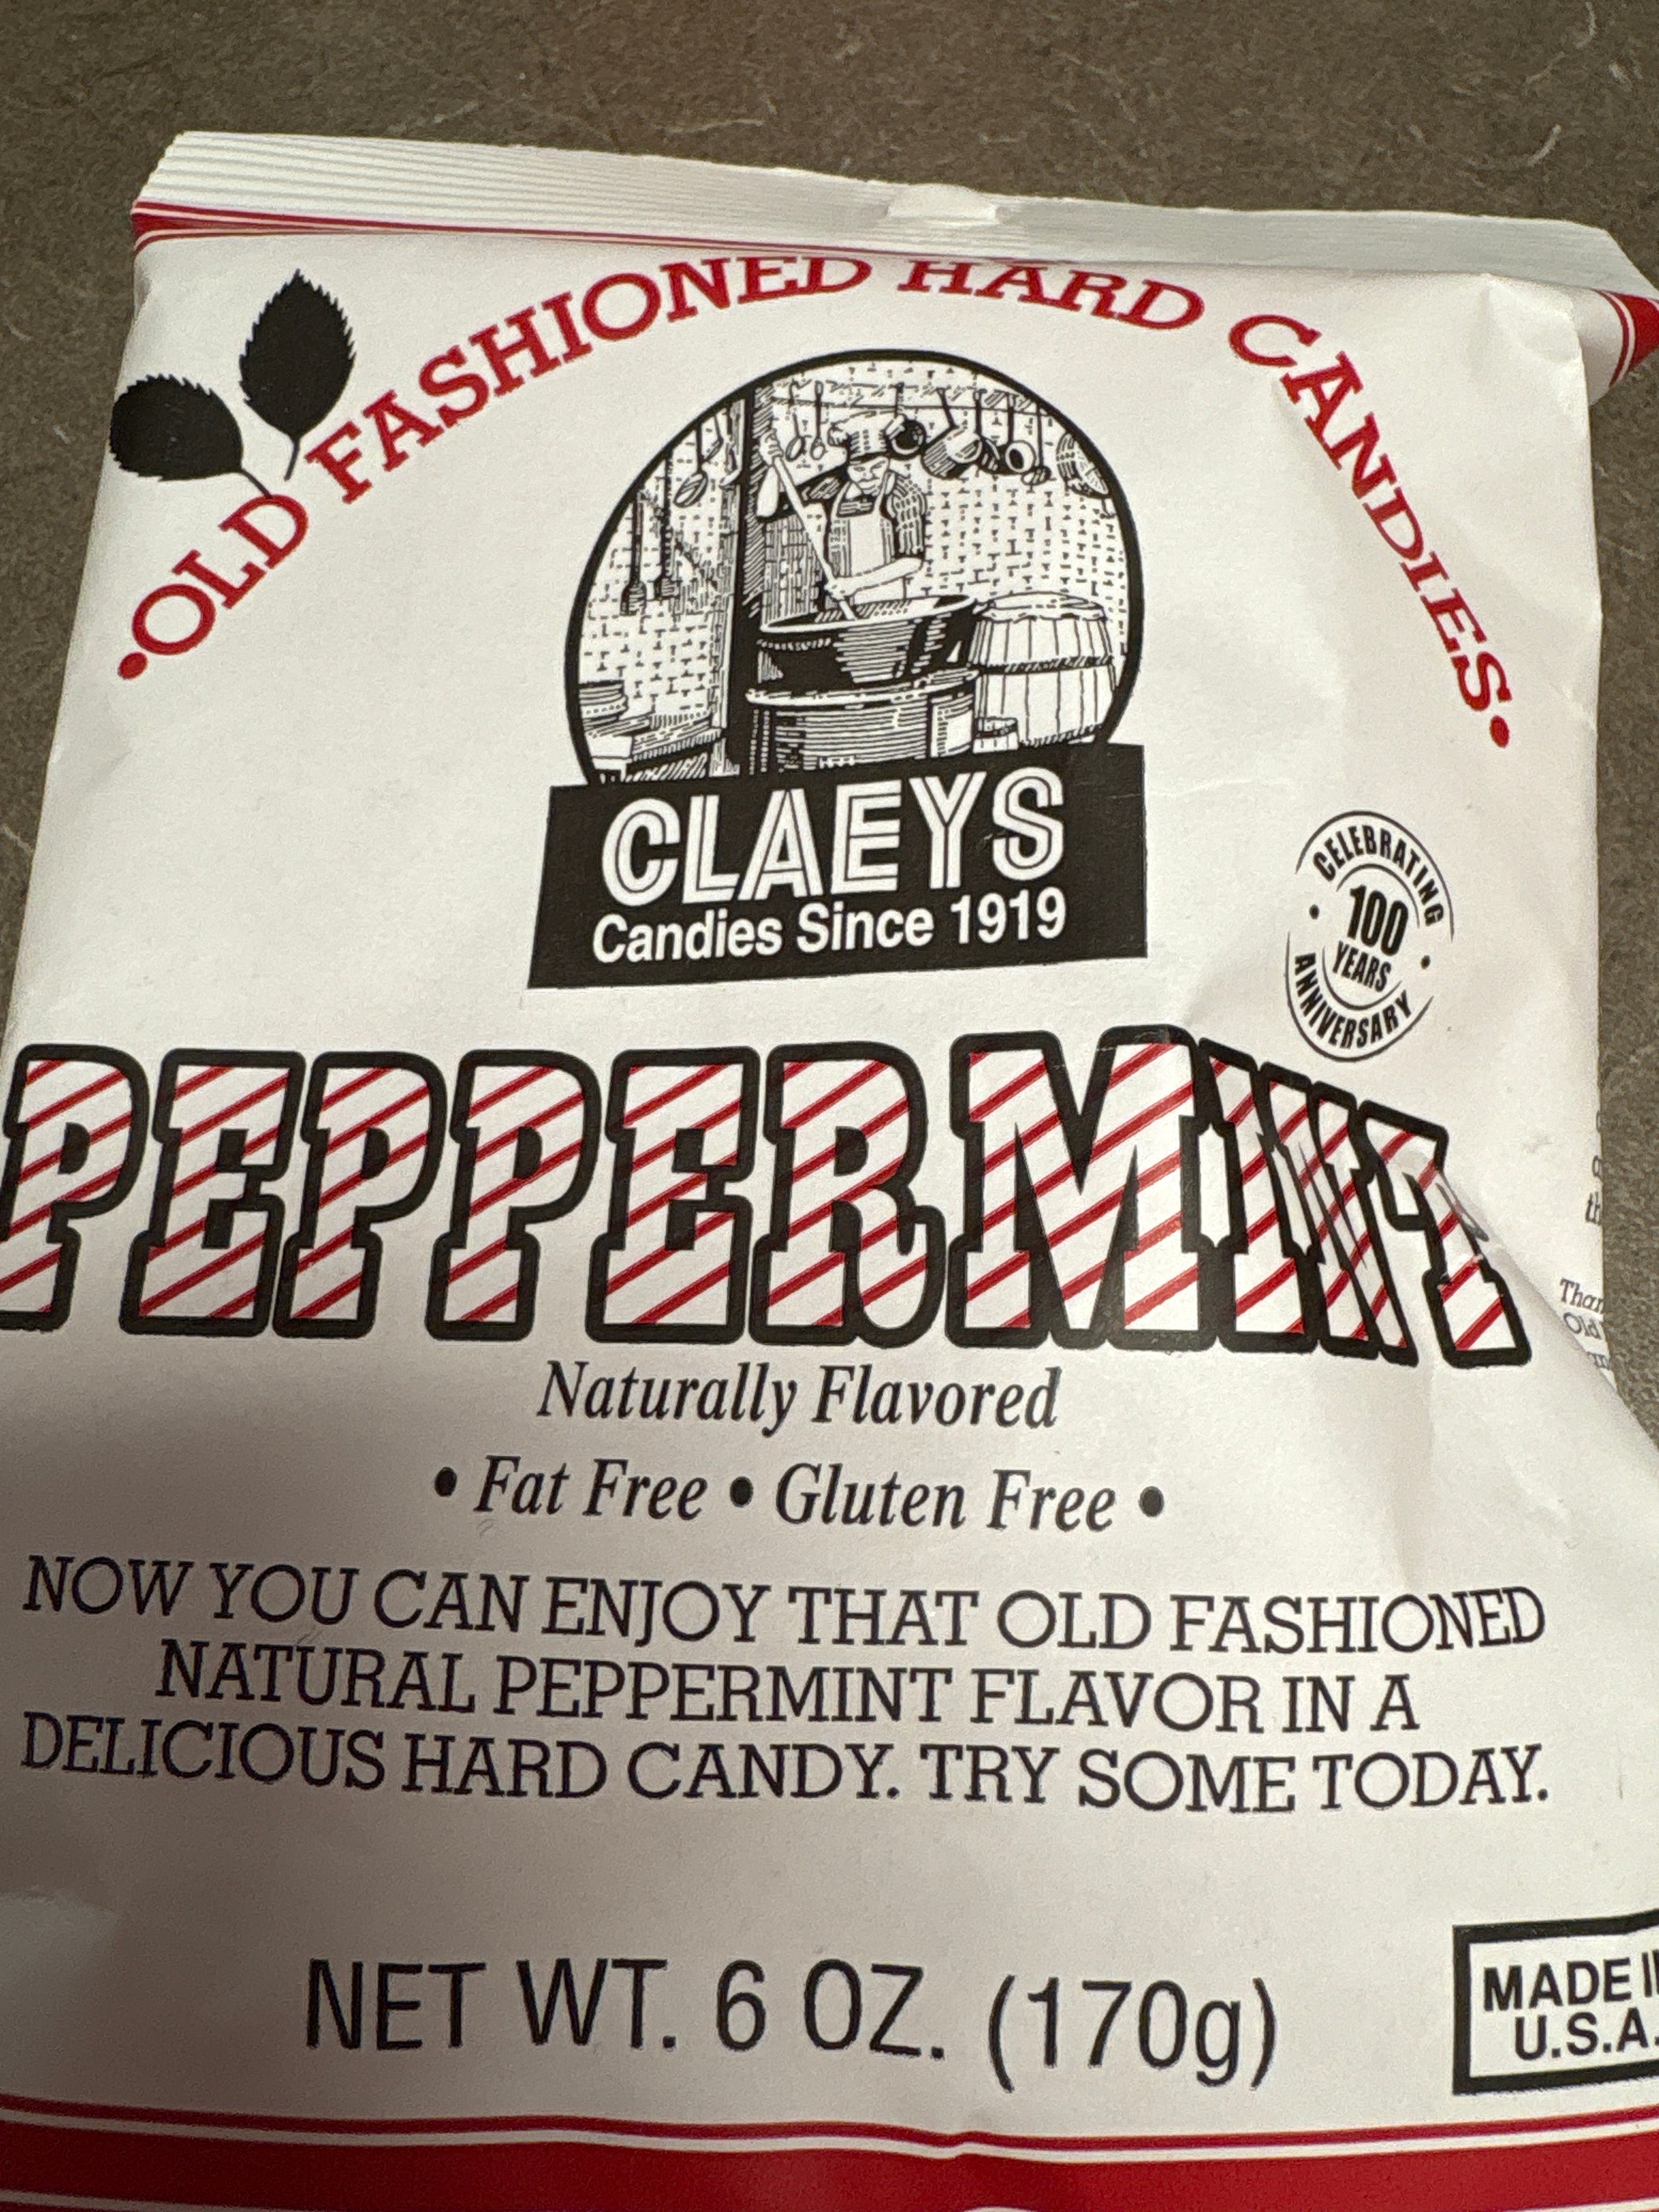 •OLD FASHIONED HARD CANDIES•
CLAEYS
Candies Since 1919
CELEBRATING
100
YEARS
ANNIVERSARY
PEPPERMINT
Naturally Flavored
• Fat Free • Gluten Free •
NOW YOU CAN ENJOY THAT OLD FASHIONED
NATURAL PEPPERMINT FLAVOR IN A
DELICIOUS HARD CANDY. TRY SOME TODAY.
NET WT. 6 OZ. (170g)
MADE
U.S.A.
Old